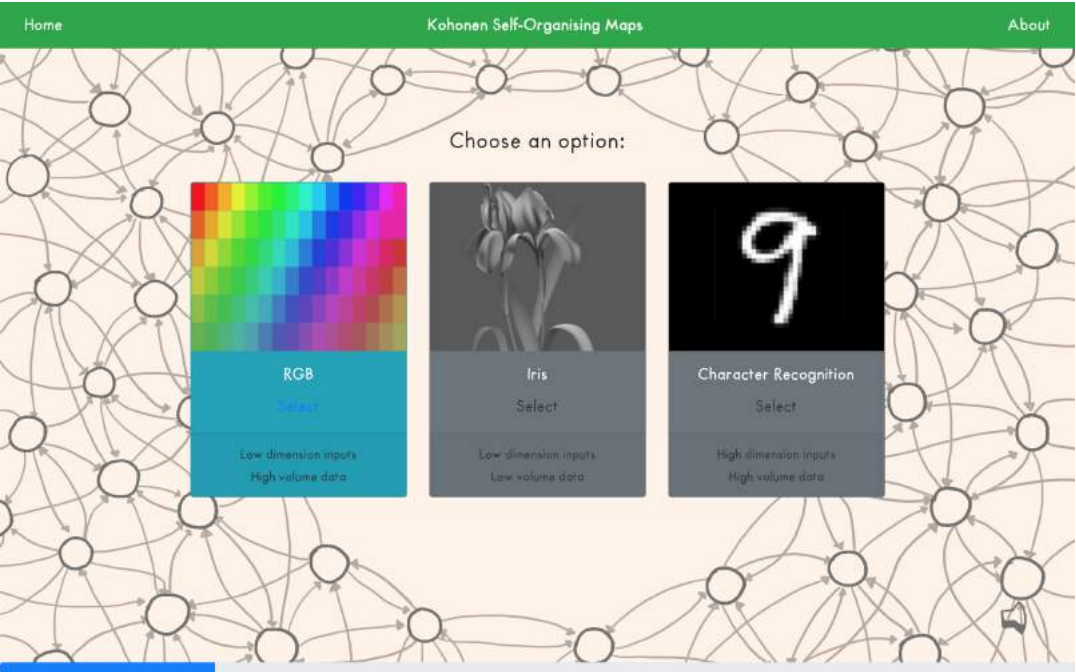 Home
Kohonen Self-Organising Maps
About
Choose an option:
RGB
Select
Low dimension inputs
High volume data
Iris
Select
Low dimension inputs
Low volume data
Character Recognition
Select
High dimension inputs
High volume data
9